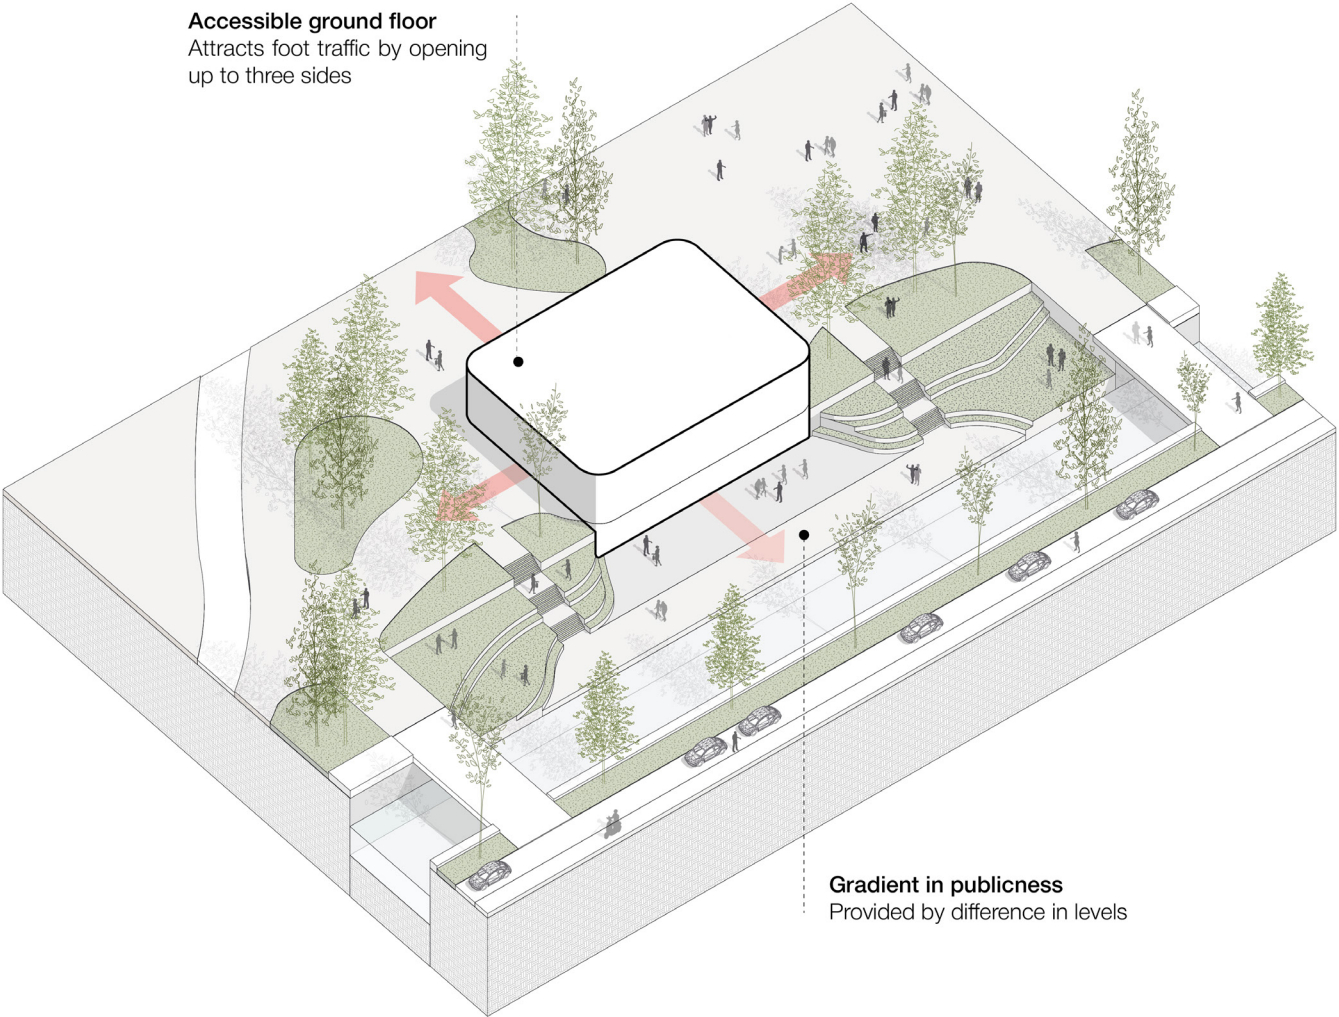 Accessible ground floor
Attracts foot traffic by opening
up to three sides
Gradient in publicness
Provided by difference in levels